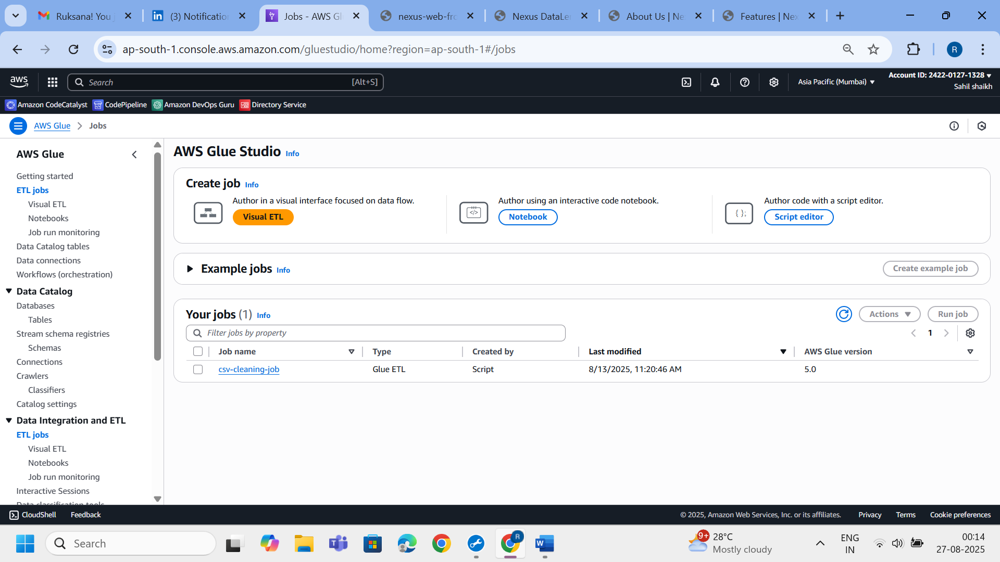 Ruksana! You
(3) Notification
Jobs - AWS Gl
nexus-web-fro
Nexus DataLe
About Us | Ne
Features | Nex
ap-south-1.console.aws.amazon.com/gluestudio/home?region=ap-south-1#/jobs
R
aws
Search
[Alt+S]
Asia Pacific (Mumbai)
Account ID: 2422-0127-1328
Sahil shaikh
Amazon CodeCatalyst
CodePipeline
Amazon DevOps Guru
Directory Service
AWS Glue
Jobs
AWS Glue
Getting started
ETL jobs
Visual ETL
Notebooks
Job run monitoring
Data Catalog tables
Data connections
Workflows (orchestration)
Data Catalog
Databases
Tables
Stream schema registries
Schemas
Connections
Crawlers
Classifiers
Catalog settings
Data Integration and ETL
ETL jobs
Visual ETL
Notebooks
Job run monitoring
Interactive Sessions
Data classification tools
AWS Glue Studio Info
Create job Info
Author in a visual interface focused on data flow.
Visual ETL
Author using an interactive code notebook.
Notebook
Author code with a script editor.
Script editor
Example jobs Info
Create example job
Your jobs (1) Info
Actions
Run job
Filter jobs by property
1
Job name Type Created by Last modified AWS Glue version
csv-cleaning-job Glue ETL Script 8/13/2025, 11:20:46 AM 5.0
CloudShell
Feedback
© 2025, Amazon Web Services, Inc. or its affiliates.
Privacy
Terms
Cookie preferences
Search
9+
28°C
Mostly cloudy
ENG
IN
00:14
27-08-2025